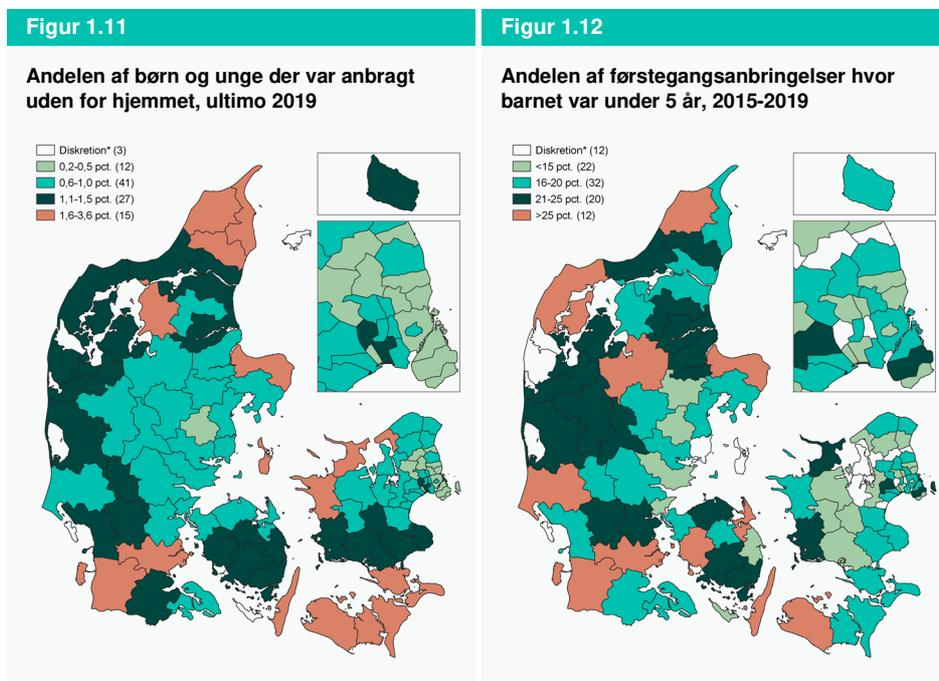 Figur 1.11
Andelen af børn og unge der var anbragt
uden for hjemmet, ultimo 2019
Diskretion* (3)
0,2-0,5 pct. (12)
0,6-1,0 pct. (41)
1,1-1,5 pct. (27)
1,6-3,6 pct. (15)
Figur 1.12
Andelen af førstegangsanbringelser hvor
barnet var under 5 år, 2015-2019
Diskretion* (12)
<15 pct. (22)
16-20 pct. (32)
21-25 pct. (20)
>25 pct. (12)